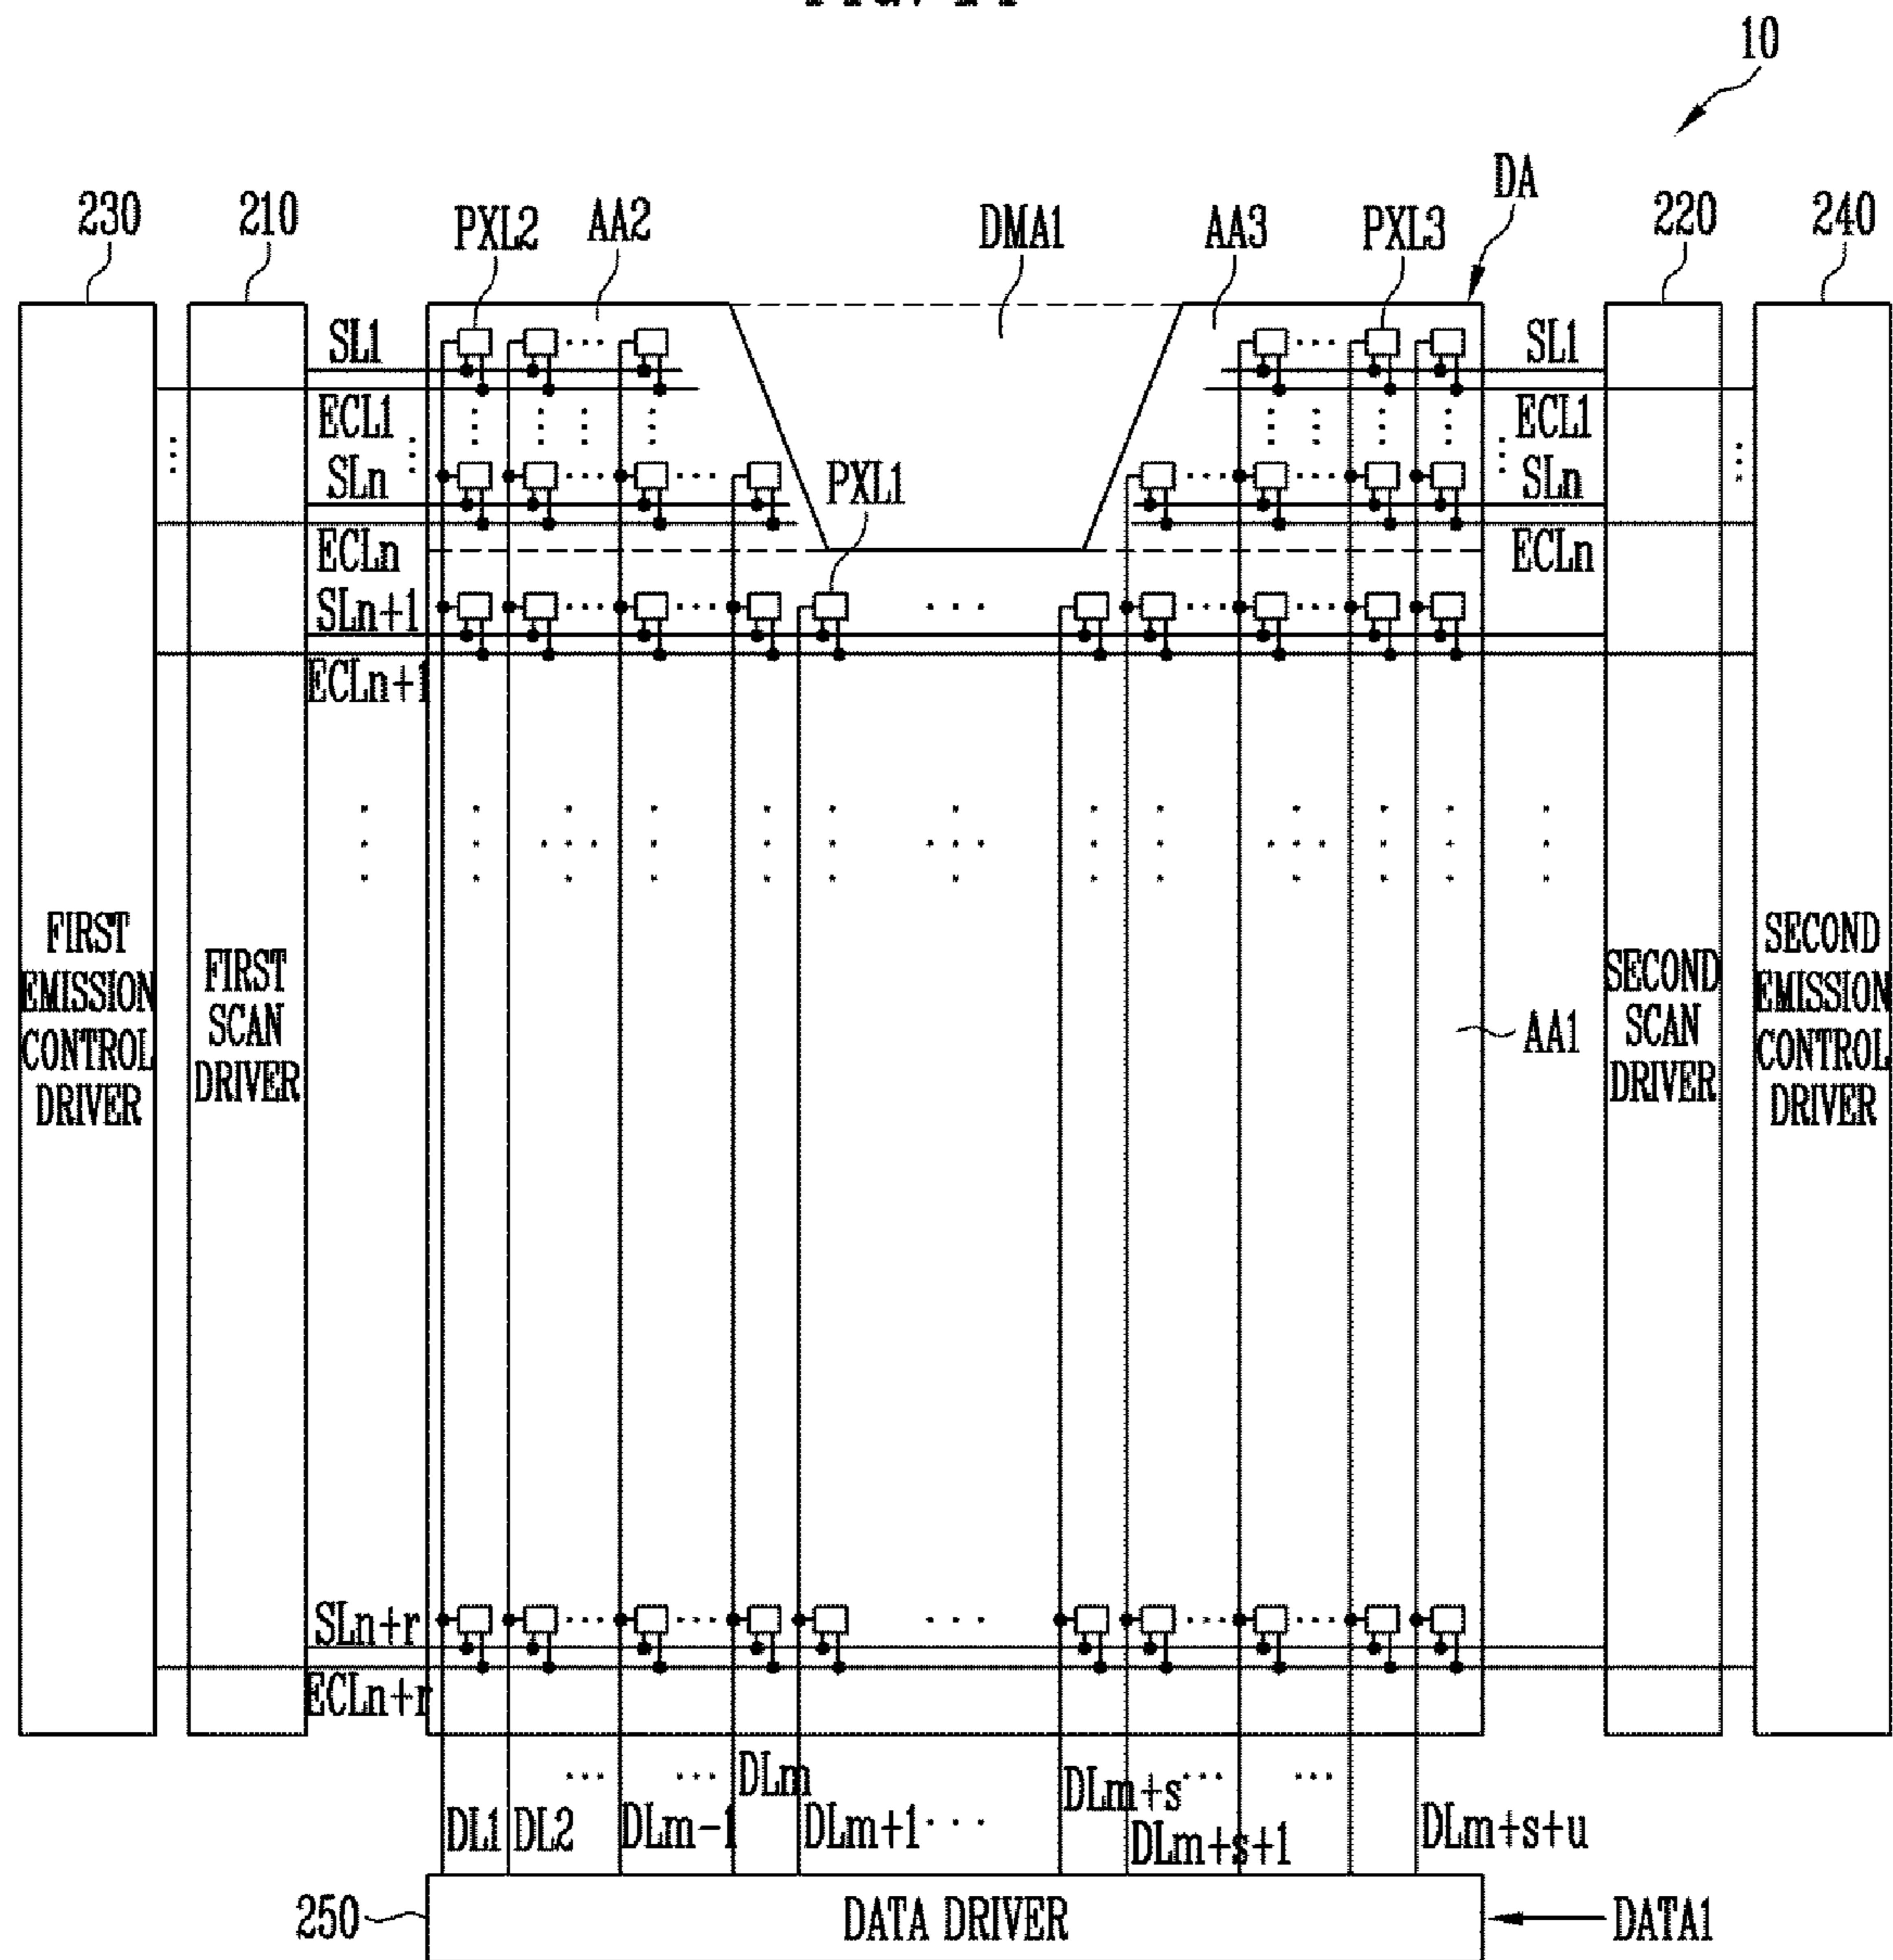 10
230
210
PXL2
AA2
DMA1
AA3
PXL3
DA
220
240
SL1
SL1
ECL1
ECL1
SLn
SLn
PXL1
ECLn
ECLn
SLn+1
ECLn+1
FIRST
EMISSION
CONTROL
DRIVER
FIRST
SCAN
DRIVER
SECOND
SCAN
DRIVER
SECOND
EMISSION
CONTROL
DRIVER
AA1
SLn+r
ECLn+r
DL1
DL2
DLm-1
DLm
DLm+1
DLm+s
DLm+s+1
DLm+s+u
250
DATA DRIVER
DATA1